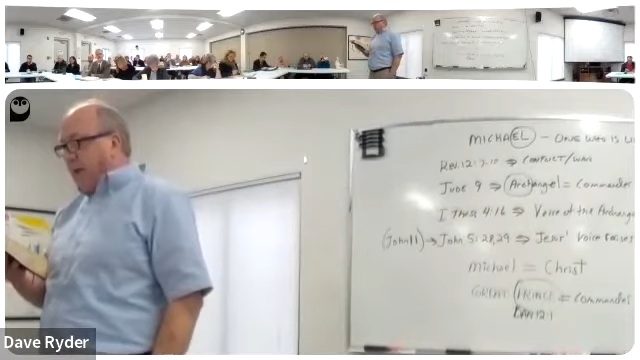 MICHAEL - ONE WHO IS LI
REV. 12:7-10 ⇒ CONFLICT/WAR
JUDE 9 ⇒ ArchAngel = Commander
I Thess 4:16 ⇒ Voice of the Archange
(John 11) → John 5:28,29 ⇒ Jesus' Voice raises
Michael = Christ
GREAT PRINCE = Commander
DAN 12:1
Dave Ryder